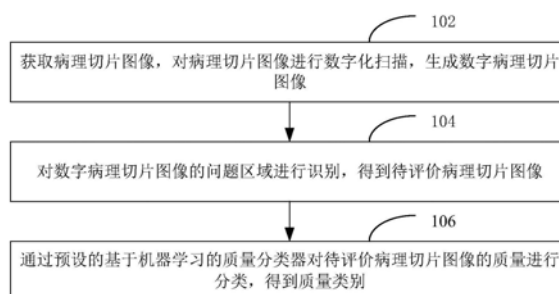 102
获取病理切片图像，对病理切片图像进行数字化扫描，生成数字病理切片
图像
104
对数字病理切片图像的问题区域进行识别，得到待评价病理切片图像
106
通过预设的基于机器学习的质量分类器对待评价病理切片图像的质量进行
分类，得到质量类别